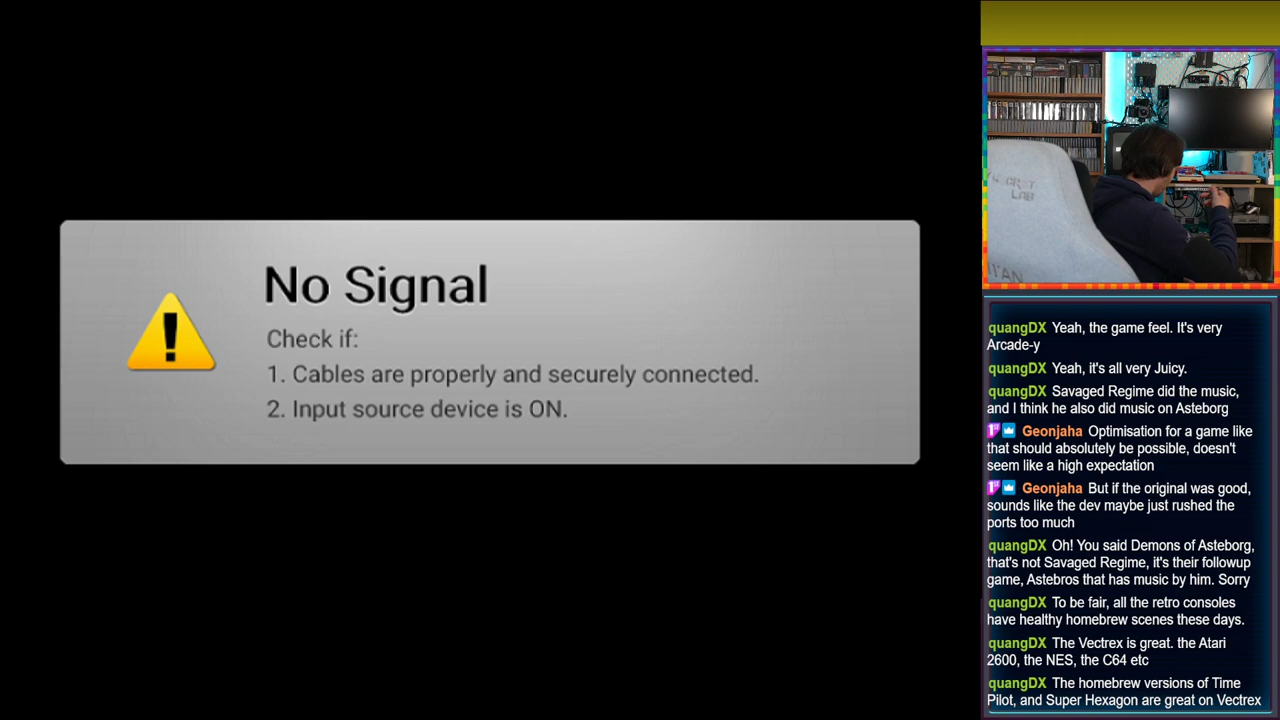 No Signal
Check if:
1. Cables are properly and securely connected.
2. Input source device is ON.
SECRET
LAB
TITAN
quangDX Yeah, the game feel. It's very
Arcade-y
quangDX Yeah, it's all very Juicy.
quangDX Savaged Regime did the music,
and I think he also did music on Asteborg
Geonjaha Optimisation for a game like
that should absolutely be possible, doesn't
seem like a high expectation
Geonjaha But if the original was good,
sounds like the dev maybe just rushed the
ports too much
quangDX Oh! You said Demons of Asteborg,
that's not Savaged Regime, it's their followup
game, Astebros that has music by him. Sorry
quangDX To be fair, all the retro consoles
have healthy homebrew scenes these days.
quangDX The Vectrex is great. the Atari
2600, the NES, the C64 etc
quangDX The homebrew versions of Time
Pilot, and Super Hexagon are great on Vectrex